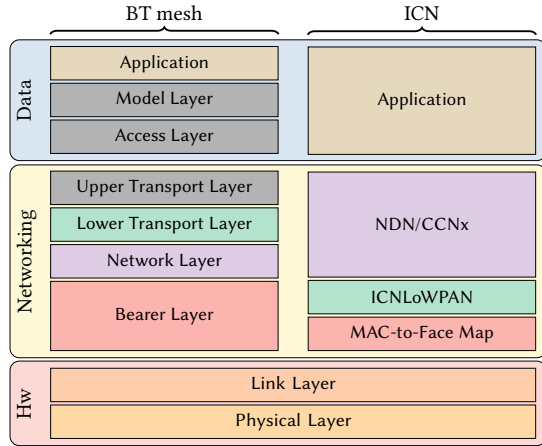 BT mesh
ICN
Data
Application
Model Layer
Access Layer
Application
Networking
Upper Transport Layer
Lower Transport Layer
Network Layer
Bearer Layer
NDN/CCNx
ICNLoWPAN
MAC-to-Face Map
Hw
Link Layer
Physical Layer